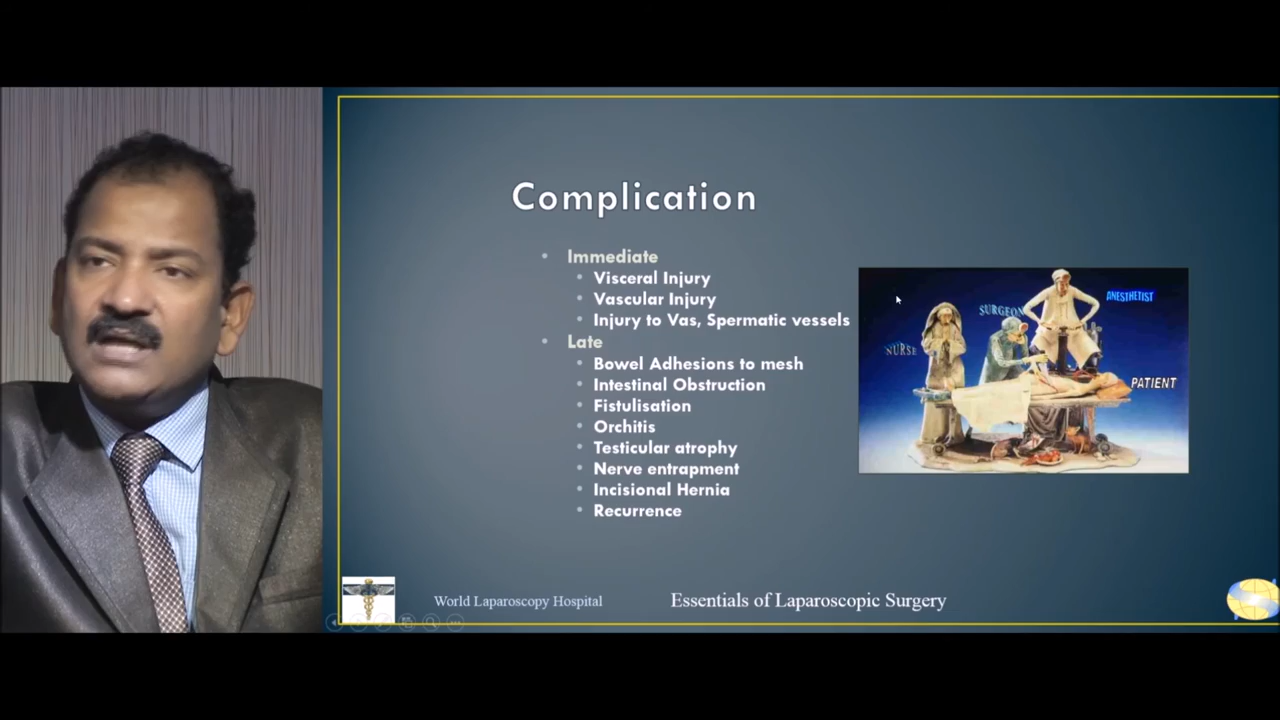 Complication
Immediate
Visceral Injury
Vascular Injury
Injury to Vas, Spermatic vessels
Late
Bowel Adhesions to mesh
Intestinal Obstruction
Fistulisation
Orchitis
Testicular atrophy
Nerve entrapment
Incisional Hernia
Recurrence
NURSE
SURGEON
ANESTHETIST
PATIENT
World Laparoscopy Hospital
Essentials of Laparoscopic Surgery